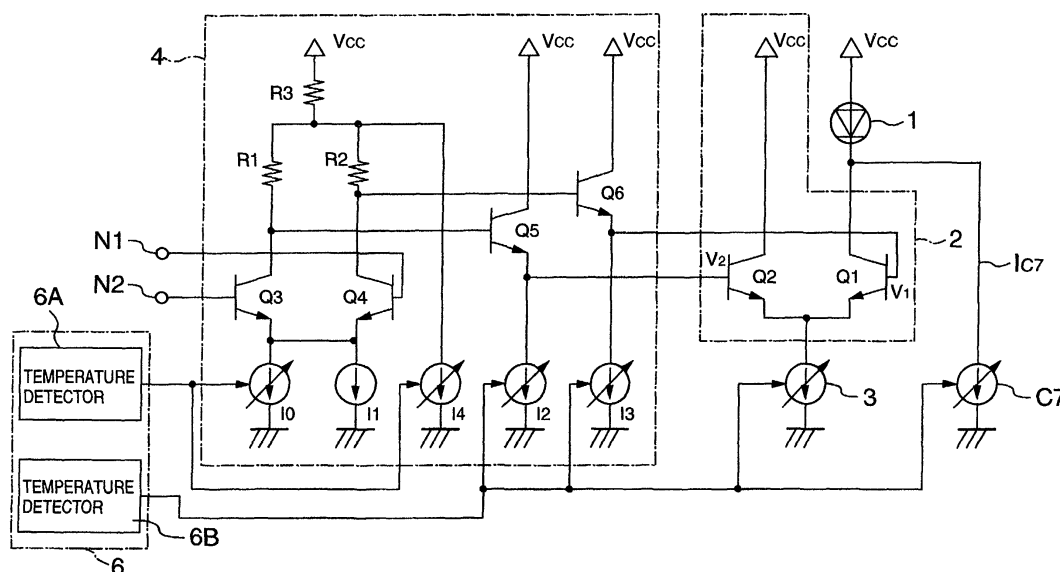 4
VCC
VCC
VCC
VCC
VCC
R3
1
R1
R2
Q6
Q5
N1
2
N2
Q3
Q4
V2
Q2
Q1
V1
IC7
6A
TEMPERATURE
DETECTOR
I0
I1
I4
I2
I3
3
C7
TEMPERATURE
DETECTOR
6B
6